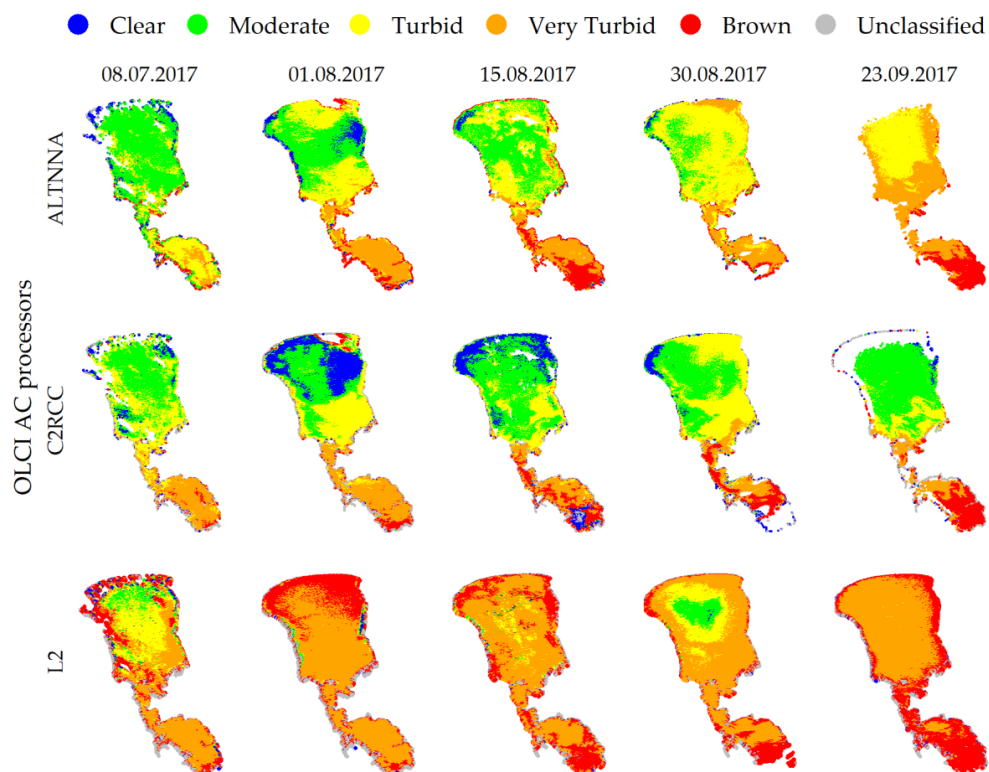 Clear Moderate Turbid Very Turbid Brown Unclassified
08.07.2017 01.08.2017 15.08.2017 30.08.2017 23.09.2017
OLCI AC processors
ALTNNA
C2RCC
L2